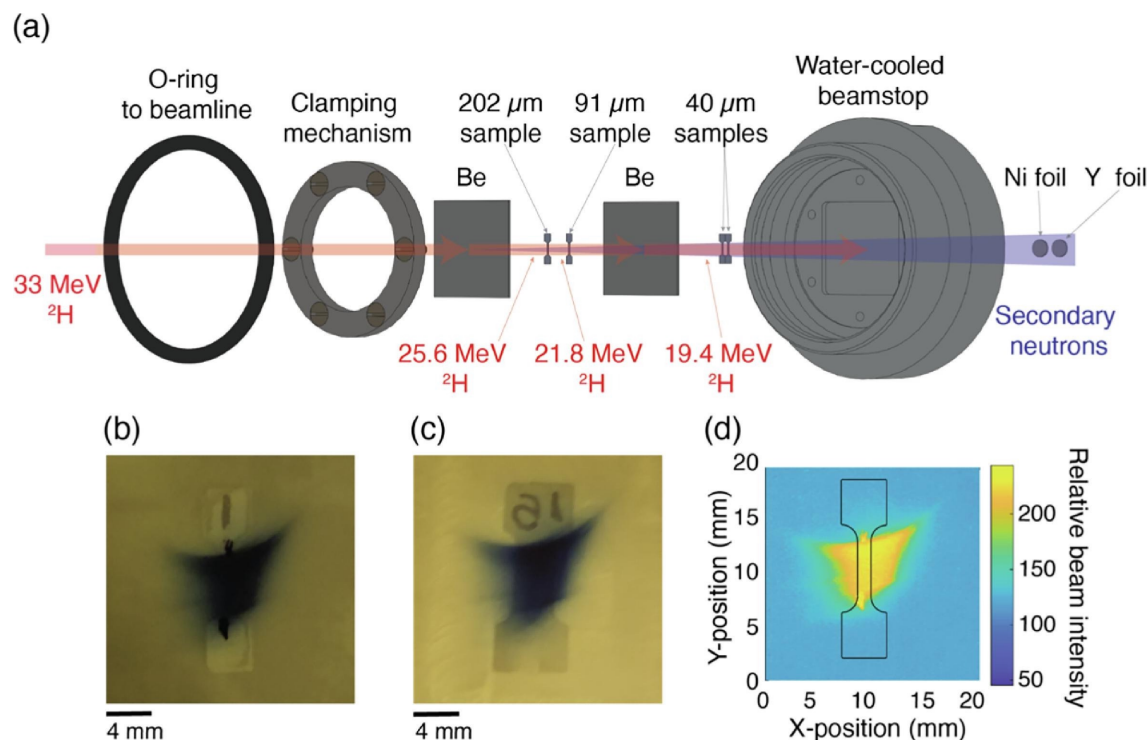 (a)
O-ring
to beamline
Clamping
mechanism
202 μm
sample
91 μm
sample
40 μm
samples
Water-cooled
beamstop
Be
Be
Ni foil
Y foil
33 MeV
²H
25.6 MeV
²H
21.8 MeV
²H
19.4 MeV
²H
Secondary
neutrons
(b)
1
4 mm
(c)
16
4 mm
(d)
20
15
10
5
0
Y-position (mm)
0
5
10
15
20
X-position (mm)
200
150
100
50
Relative beam intensity